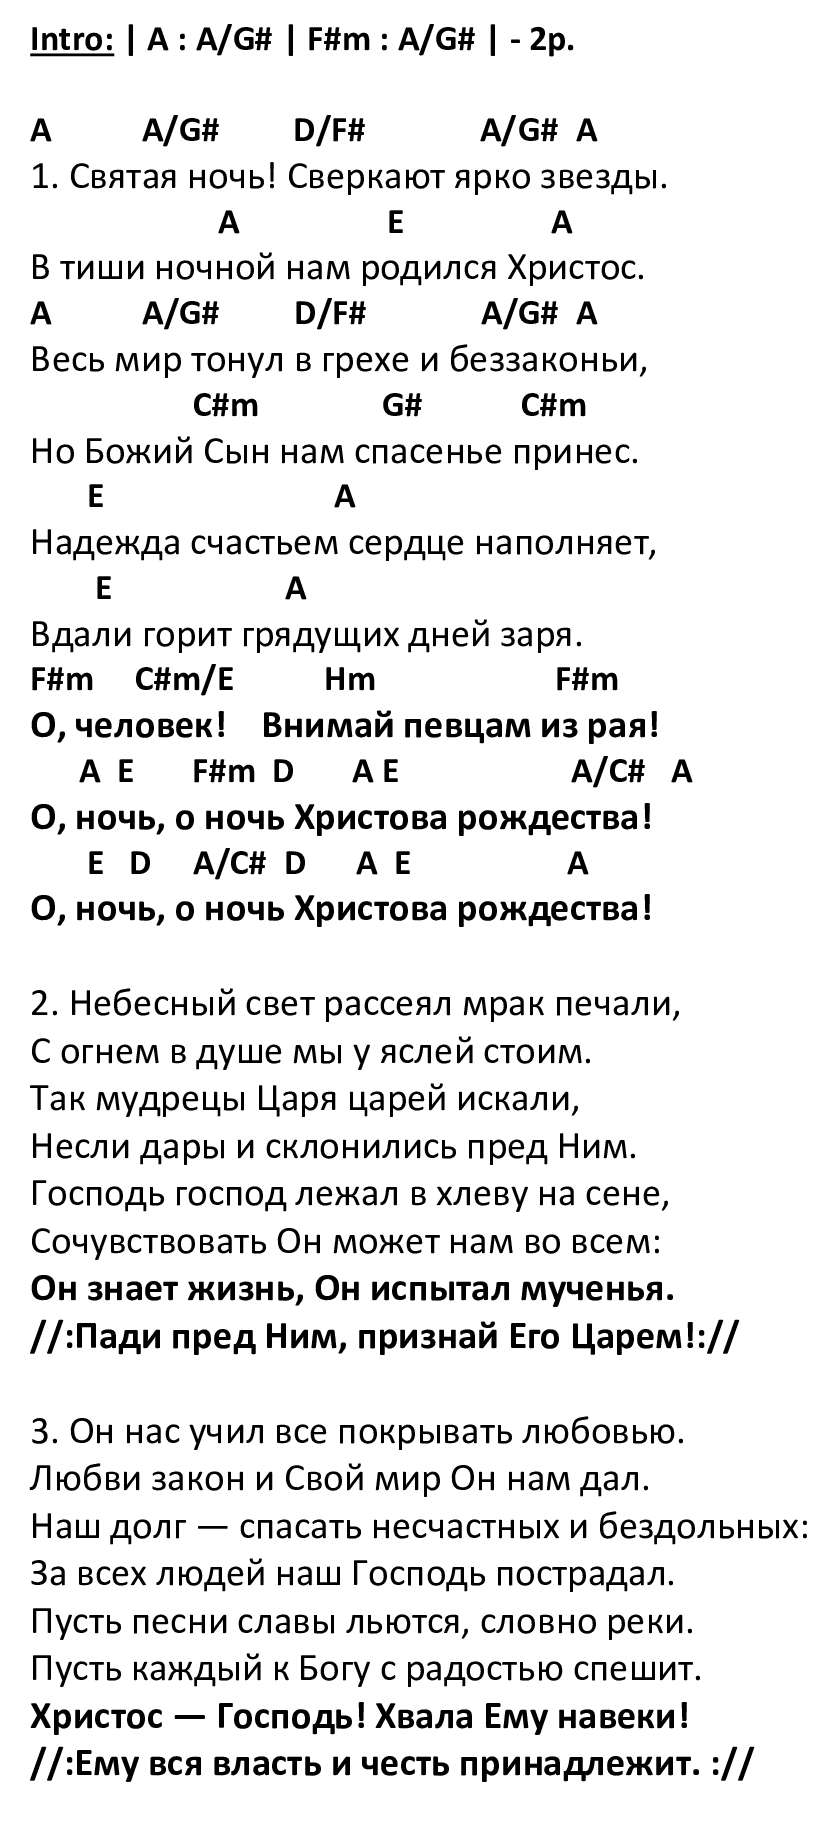 Intro: | A : A/G# | F#m : A/G# | - 2р.
A A/G# D/F# A/G# A
1. Святая ночь! Сверкают ярко звезды.
A E A
В тиши ночной нам родился Христос.
A A/G# D/F# A/G# A
Весь мир тонул в грехе и беззаконьи,
C#m G# C#m
Но Божий Сын нам спасенье принес.
E A
Надежда счастьем сердце наполняет,
E A
Вдали горит грядущих дней заря.
F#m C#m/E Hm F#m
О, человек! Внимай певцам из рая!
A E F#m D A E A/C# A
О, ночь, о ночь Христова рождества!
E D A/C# D A E A
О, ночь, о ночь Христова рождества!
2. Небесный свет рассеял мрак печали,
С огнем в душе мы у яслей стоим.
Так мудрецы Царя царей искали,
Несли дары и склонились пред Ним.
Господь господ лежал в хлеву на сене,
Сочувствовать Он может нам во всем:
Он знает жизнь, Он испытал мученья.
//:Пади пред Ним, признай Его Царем!://
3. Он нас учил все покрывать любовью.
Любви закон и Свой мир Он нам дал.
Наш долг — спасать несчастных и бездольных:
За всех людей наш Господь пострадал.
Пусть песни славы льются, словно реки.
Пусть каждый к Богу с радостью спешит.
Христос — Господь! Хвала Ему навеки!
//:Ему вся власть и честь принадлежит. ://